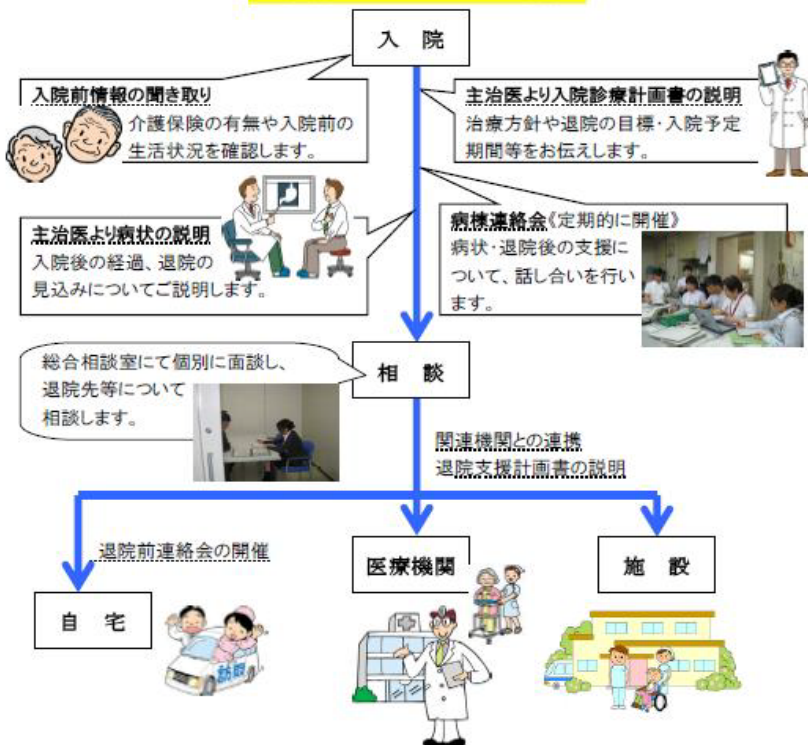 入 院
入院前情報の聞き取り
介護保険の有無や入院前の
生活状況を確認します。
主治医より入院診療計画書の説明
治療方針や退院の目標・入院予定
期間等をお伝えします。
主治医より病状の説明
入院後の経過、退院の
見込みについてご説明します。
病棟連絡会《定期的に開催》
病状・退院後の支援に
ついて、話し合いを行い
ます。
総合相談室にて個別に面談し、
退院先等について
相談します。
相 談
関連機関との連携
退院支援計画書の説明
退院前連絡会の開催
自 宅
訪問
医療機関
施 設